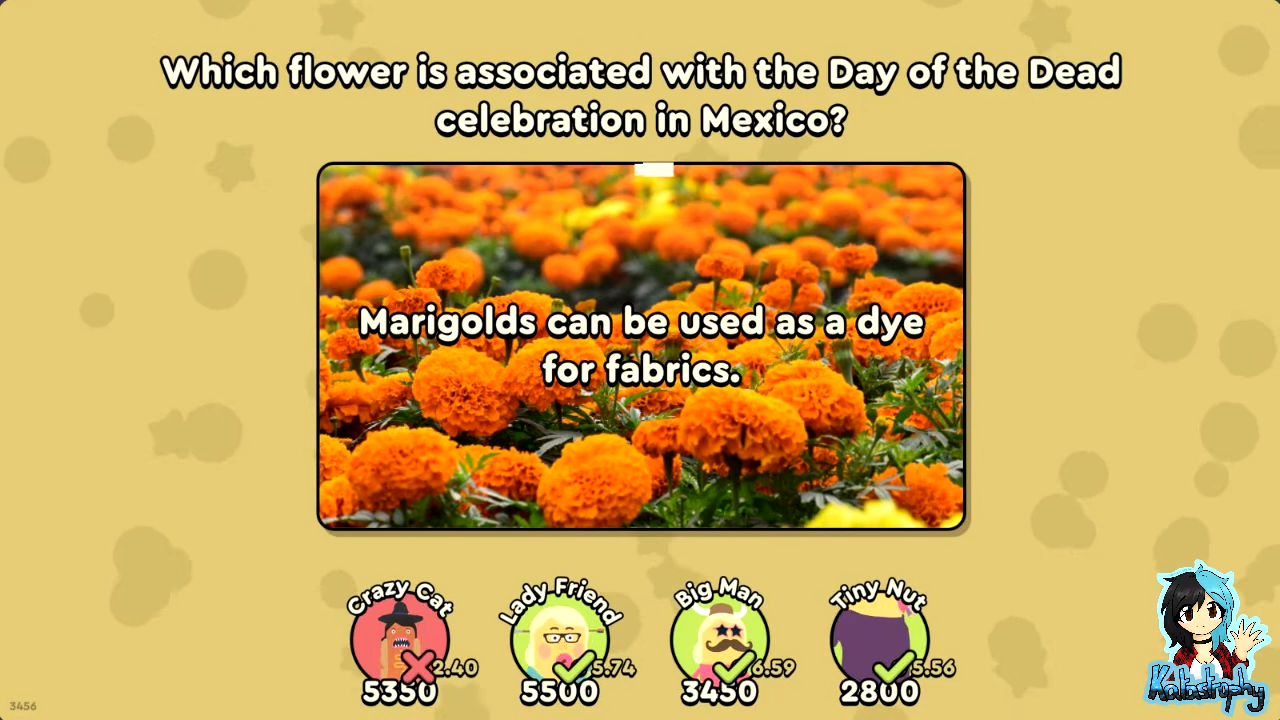 Which flower is associated with the Day of the Dead
celebration in Mexico?
Marigolds can be used as a dye
for fabrics.
Crazy Cat
2.40
5350
Lady Friend
5.74
5500
Big Man
6.59
3450
Tiny Nut
5.56
2800
Katastrophy
3456